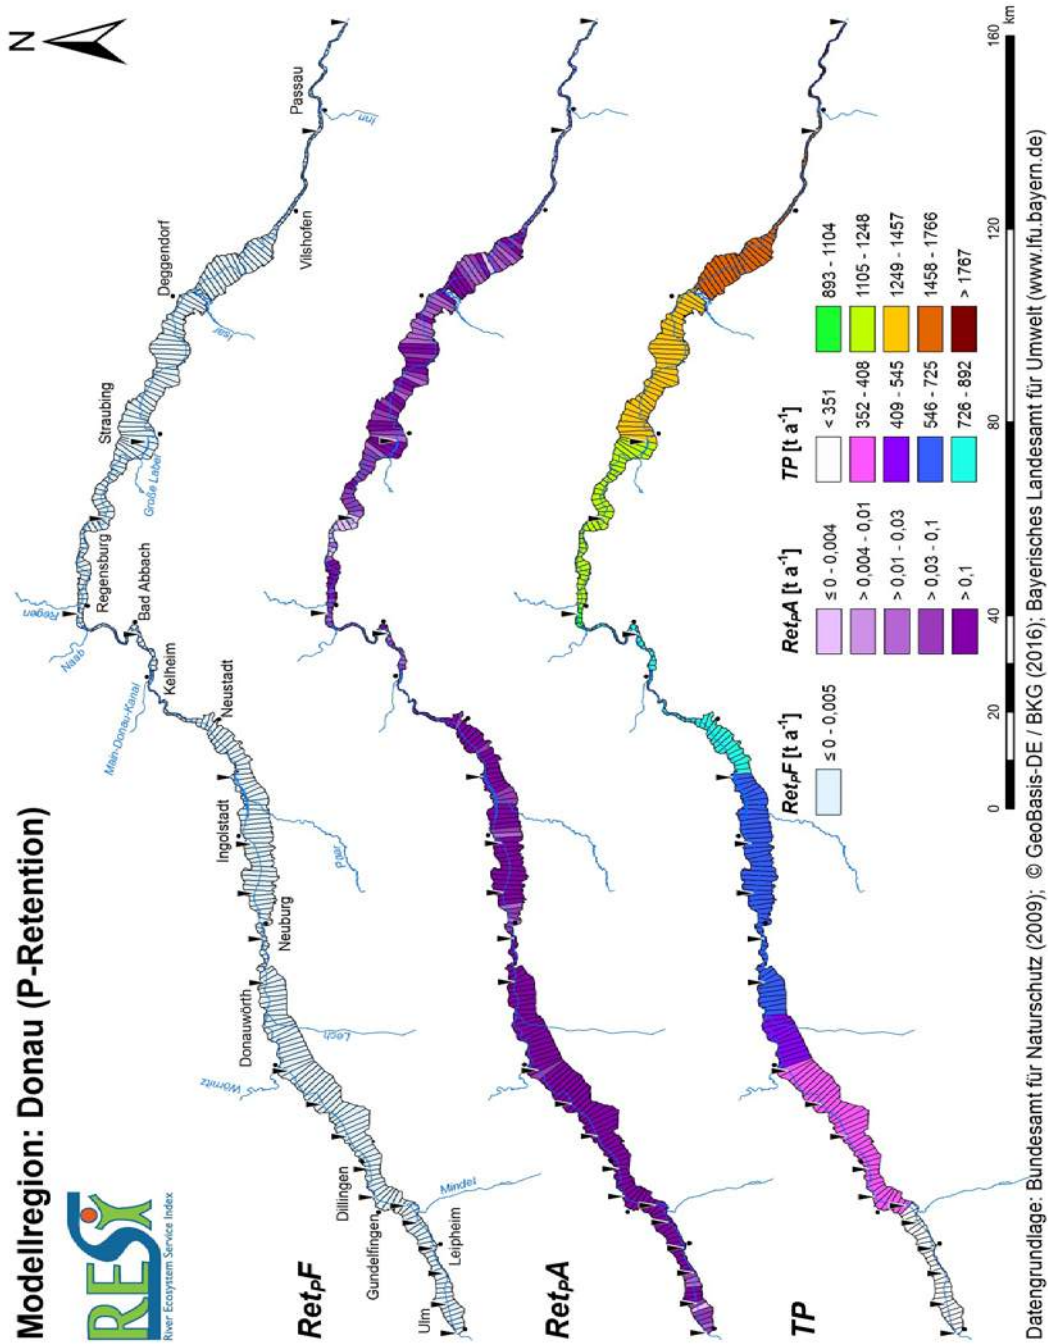 Modellregion: Donau (P-Retention)
N
RESI
River Ecosystem Service Index
RetₚF
Ulm
Leipheim
Gundelfingen
Dillingen
Mindel
Wörnitz
Donauwörth
Lech
Neuburg
Ingolstadt
Paar
Neustadt
Main-Donau-Kanal
Kelheim
Bad Abbach
Naab
Regen
Regensburg
Große Laber
Straubing
Isar
Deggendorf
Vilshofen
Passau
Inn
RetₚA
TP
RetₚF [t a⁻¹]
≤ 0 - 0,005
RetₚA [t a⁻¹]
≤ 0 - 0,004
> 0,004 - 0,01
> 0,01 - 0,03
> 0,03 - 0,1
> 0,1
TP [t a⁻¹]
< 351
352 - 408
409 - 545
546 - 725
726 - 892
893 - 1104
1105 - 1248
1249 - 1457
1458 - 1766
> 1767
0 20 40 80 120 160
km
Datengrundlage: Bundesamt für Naturschutz (2009); © GeoBasis-DE / BKG (2016); Bayerisches Landesamt für Umwelt (www.lfu.bayern.de)